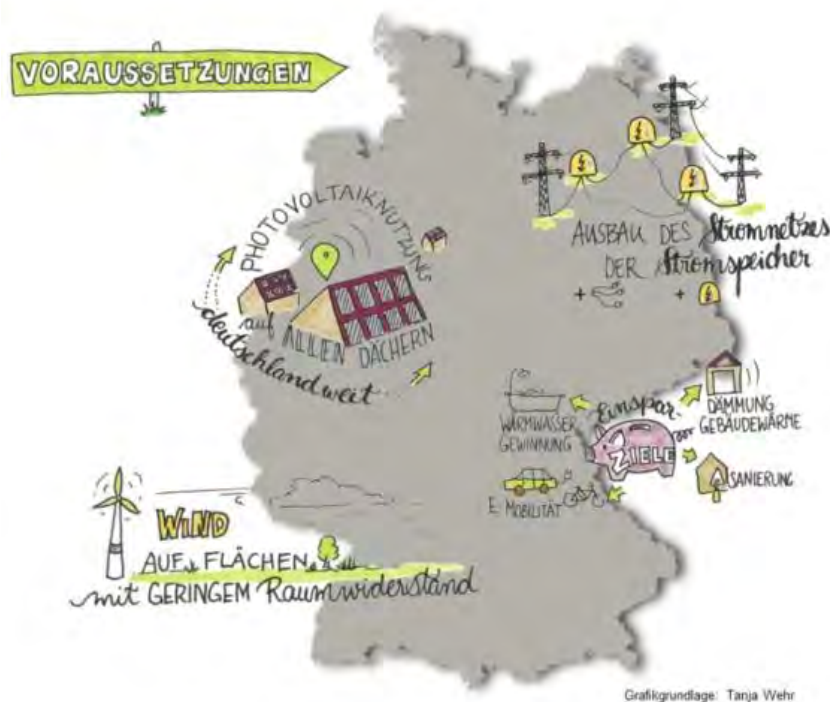 VORAUSSETZUNGEN
PHOTOVOLTAIKNUTZUNG
auf
ALLEN DÄCHERN
deutschlandweit
AUSBAU DES Stromnetzes
DER Stromspeicher
+ +
Einspar-
ZIELE
WARMWASSER
GEWINNUNG
DÄMMUNG
GEBÄUDEWÄRME
E-MOBILITÄT
SANIERUNG
WIND
AUF FLÄCHEN
mit GERINGEM Raumwiderstand
Grafikgrundlage: Tanja Wehr